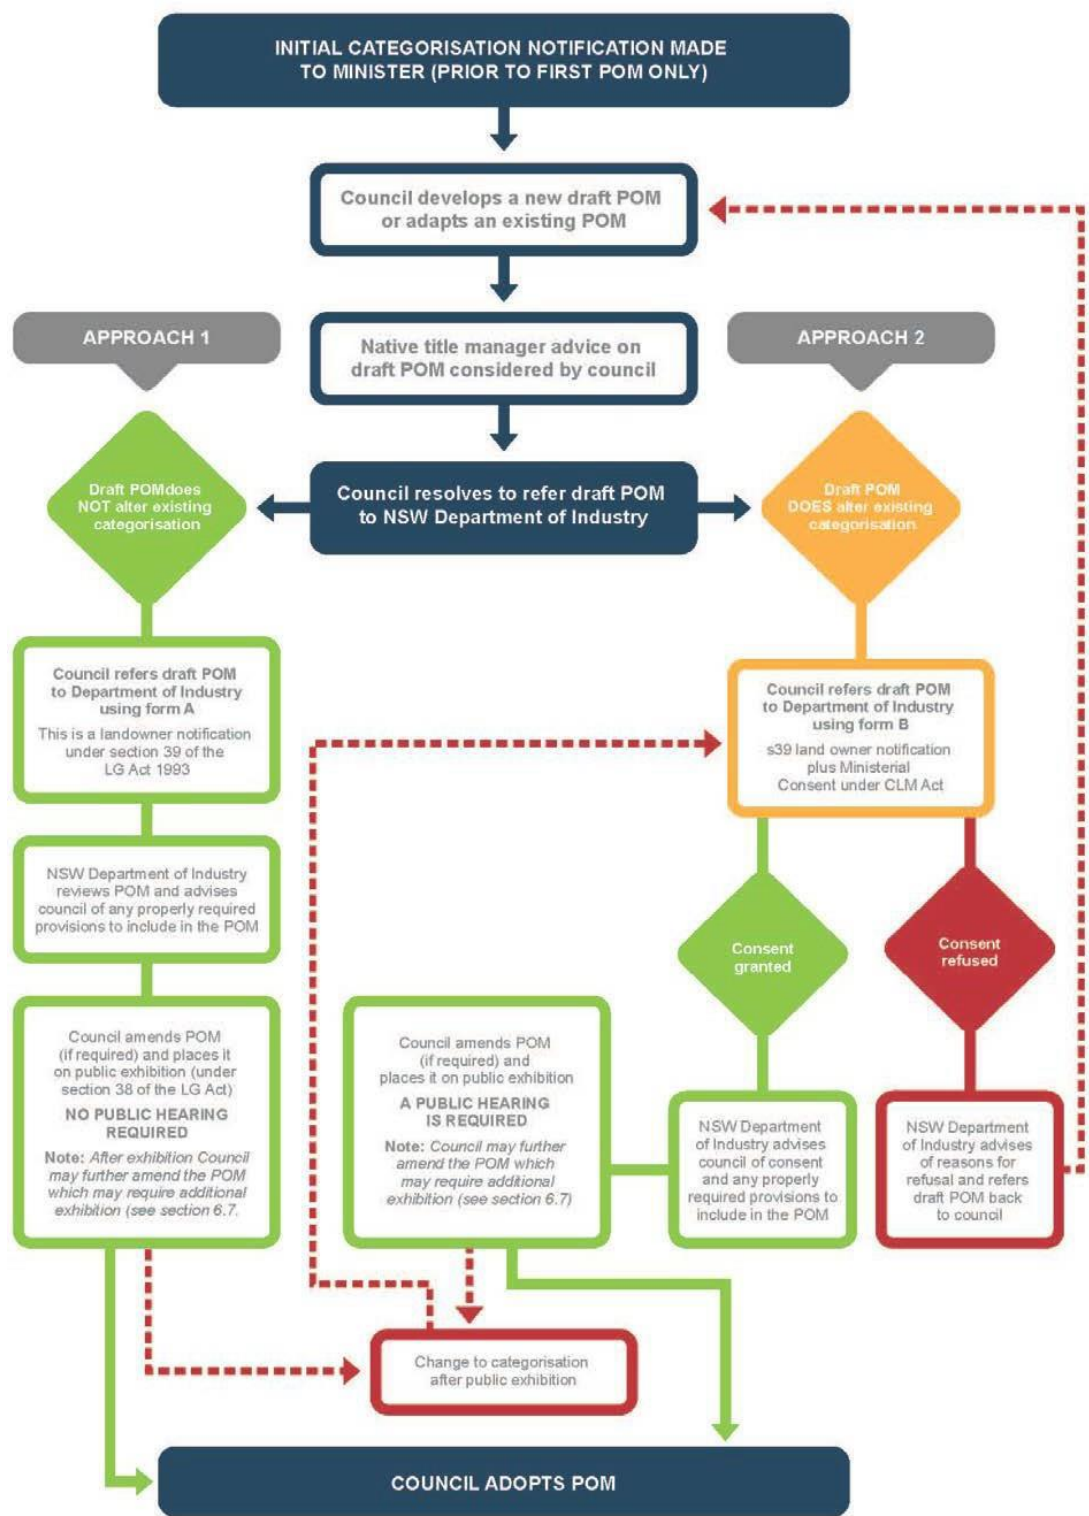 INITIAL CATEGORISATION NOTIFICATION MADE
TO MINISTER (PRIOR TO FIRST POM ONLY)
Council develops a new draft POM
or adapts an existing POM
APPROACH 1
Native title manager advice on
draft POM considered by council
APPROACH 2
Draft POMdoes
NOT alter existing
categorisation
Council resolves to refer draft POM
to NSW Department of Industry
Draft POM
DOES alter existing
categorisation
Council refers draft POM
to Department of Industry
using form A
This is a landowner notification
under section 39 of the
LG Act 1993
Council refers draft POM
to Department of Industry
using form B
s39 land owner notification
plus Ministerial
Consent under CLM Act
NSW Department of Industry
reviews POM and advises
council of any properly required
provisions to include in the POM
Consent
granted
Consent
refused
Council amends POM
(if required) and places it
on public exhibition (under
section 38 of the LG Act)
NO PUBLIC HEARING
REQUIRED
Note: After exhibition Council
may further amend the POM
which may require additional
exhibition (see section 6.7.
Council amends POM
(if required) and
places it on public exhibition
A PUBLIC HEARING
IS REQUIRED
Note: Council may further
amend the POM which
may require additional
exhibition (see section 6.7)
NSW Department
of Industry advises
council of consent
and any properly
required provisions to
include in the POM
NSW Department
of Industry advises
of reasons for
refusal and refers
draft POM back
to council
Change to categorisation
after public exhibition
COUNCIL ADOPTS POM